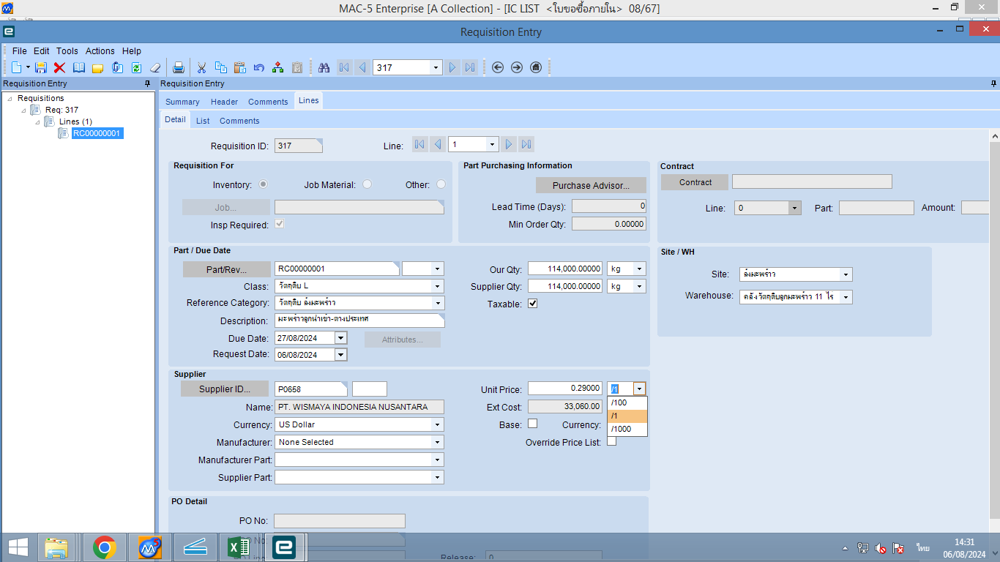 MAC-5 Enterprise [A Collection] - [IC LIST <ใบขอซื้อภายใน> 08/67]
Requisition Entry
File Edit Tools Actions Help
317
Requisition Entry
Requisition Entry
Requisitions
Req: 317
Lines (1)
RC00000001
Summary Header Comments Lines
Detail List Comments
Requisition ID: 317 Line: 1
Requisition For
Inventory: Job Material: Other:
Job...
Insp Required:
Part Purchasing Information
Purchase Advisor...
Lead Time (Days): 0
Min Order Qty: 0.00000
Contract
Contract
Line: 0 Part: Amount:
Part / Due Date
Part/Rev... RC00000001
Class: วัตถุดิบ L
Reference Category: วัตถุดิบ ล้งมะพร้าว
Description: มะพร้าวลูกนำเข้า-ต่างประเทศ
Due Date: 27/08/2024 Attributes...
Request Date: 06/08/2024
Our Qty: 114,000.00000 kg
Supplier Qty: 114,000.00000 kg
Taxable:
Site / WH
Site: ล้งมะพร้าว
Warehouse: คลังวัตถุดิบลูกมะพร้าว 11 ไร่
Supplier
Supplier ID... P0658
Name: PT. WISMAYA INDONESIA NUSANTARA
Currency: US Dollar
Manufacturer: None Selected
Manufacturer Part:
Supplier Part:
Unit Price: 0.29000 /1
/100
/1
/1000
Ext Cost: 33,060.00
Base: Currency:
Override Price List:
PO Detail
PO No:
Release: 0
ไทย
14:31
06/08/2024